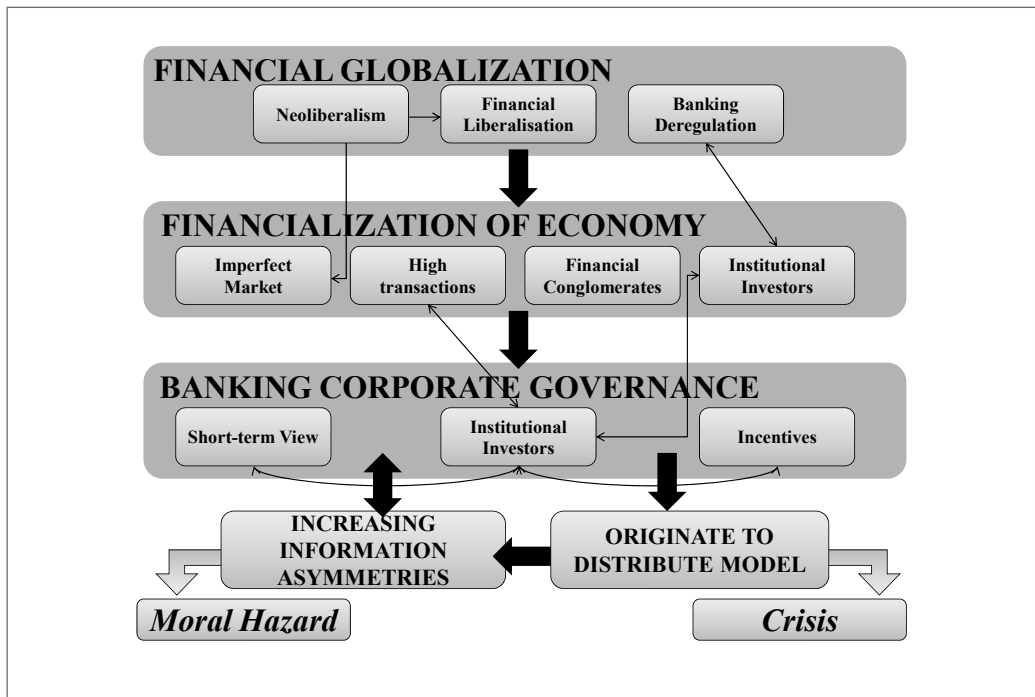 FINANCIAL GLOBALIZATION
Neoliberalism
Financial
Liberalisation
Banking
Deregulation
FINANCIALIZATION OF ECONOMY
Imperfect
Market
High
transactions
Financial
Conglomerates
Institutional
Investors
BANKING CORPORATE GOVERNANCE
Short-term View
Institutional
Investors
Incentives
INCREASING
INFORMATION
ASYMMETRIES
ORIGINATE TO
DISTRIBUTE MODEL
Moral Hazard
Crisis